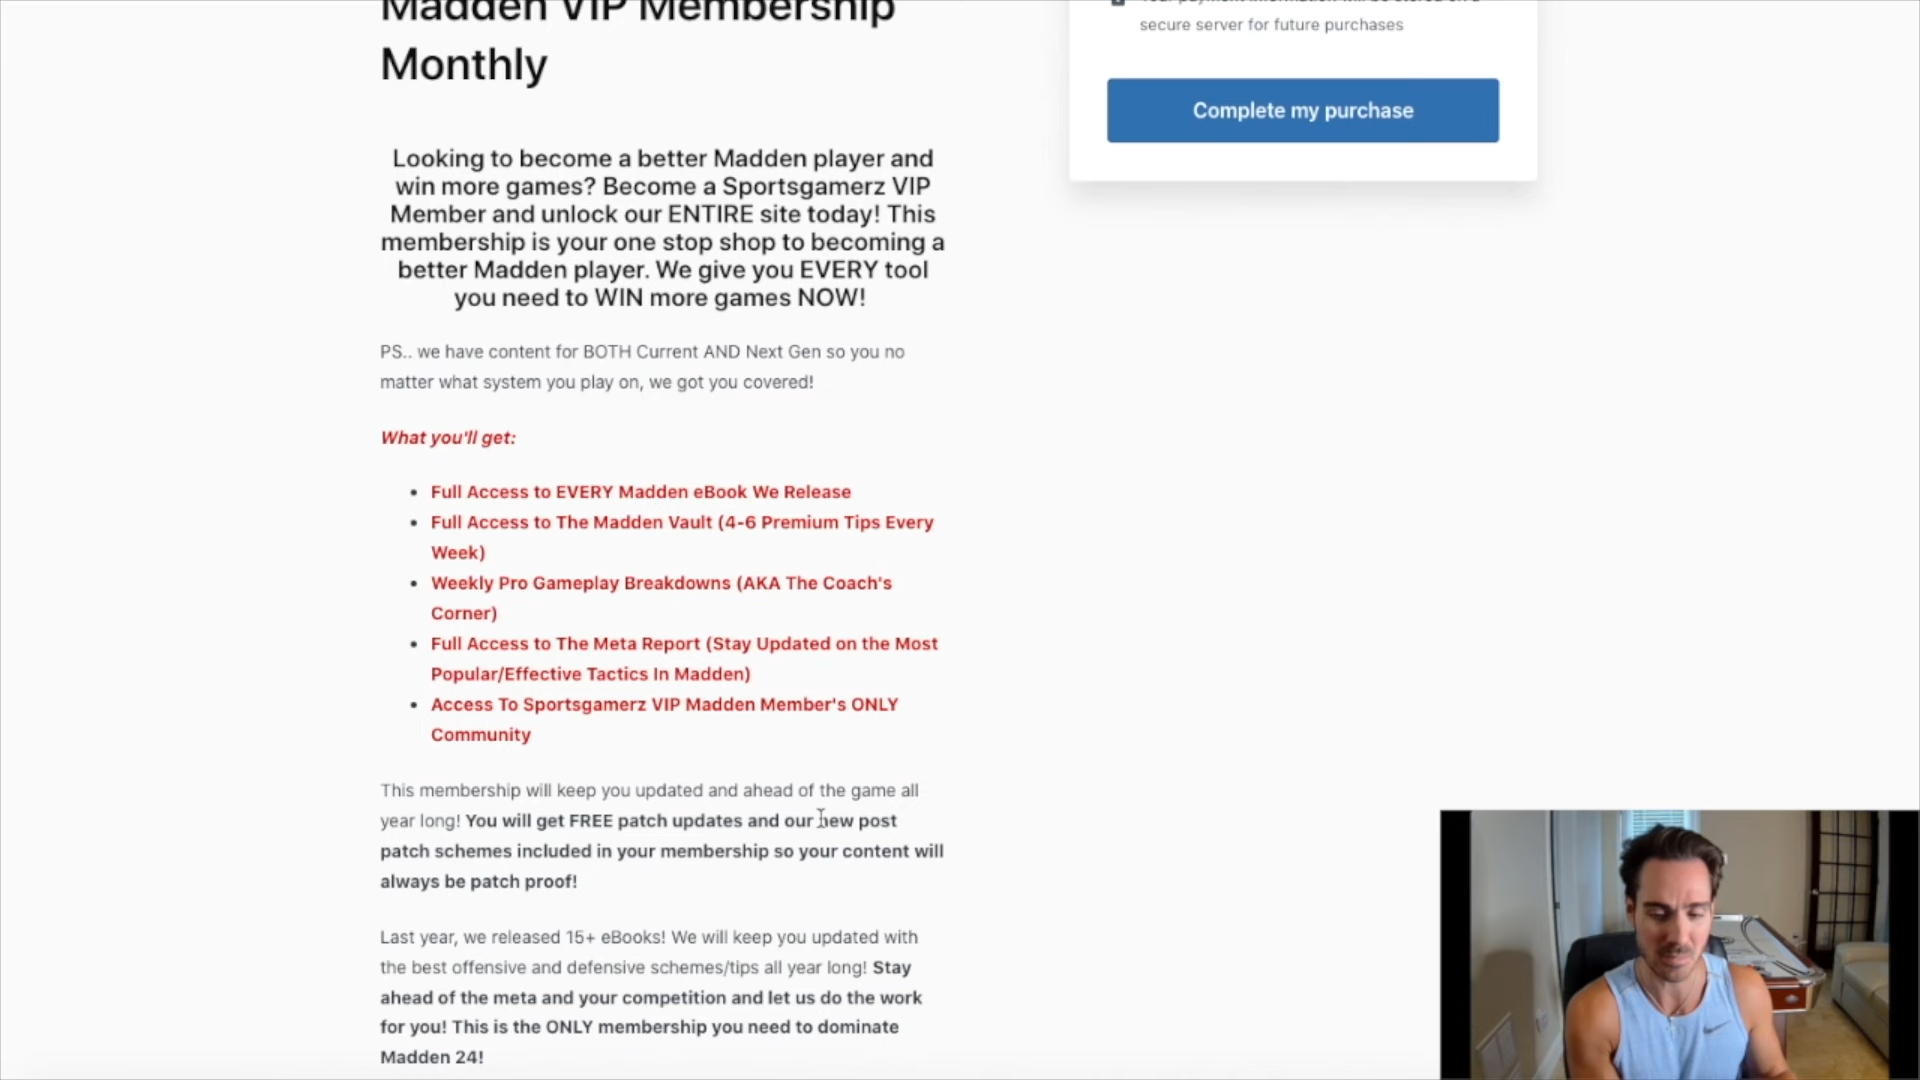 Madden VIP Membership
Monthly
Looking to become a better Madden player and
win more games? Become a Sportsgamerz VIP
Member and unlock our ENTIRE site today! This
membership is your one stop shop to becoming a
better Madden player. We give you EVERY tool
you need to WIN more games NOW!
PS.. we have content for BOTH Current AND Next Gen so you no
matter what system you play on, we got you covered!
What you'll get:
• Full Access to EVERY Madden eBook We Release
• Full Access to The Madden Vault (4-6 Premium Tips Every
Week)
• Weekly Pro Gameplay Breakdowns (AKA The Coach's
Corner)
• Full Access to The Meta Report (Stay Updated on the Most
Popular/Effective Tactics In Madden)
• Access To Sportsgamerz VIP Madden Member's ONLY
Community
This membership will keep you updated and ahead of the game all
year long! You will get FREE patch updates and our new post
patch schemes included in your membership so your content will
always be patch proof!
Last year, we released 15+ eBooks! We will keep you updated with
the best offensive and defensive schemes/tips all year long! Stay
ahead of the meta and your competition and let us do the work
for you! This is the ONLY membership you need to dominate
Madden 24!
Your payment information will be stored on a
secure server for future purchases
Complete my purchase